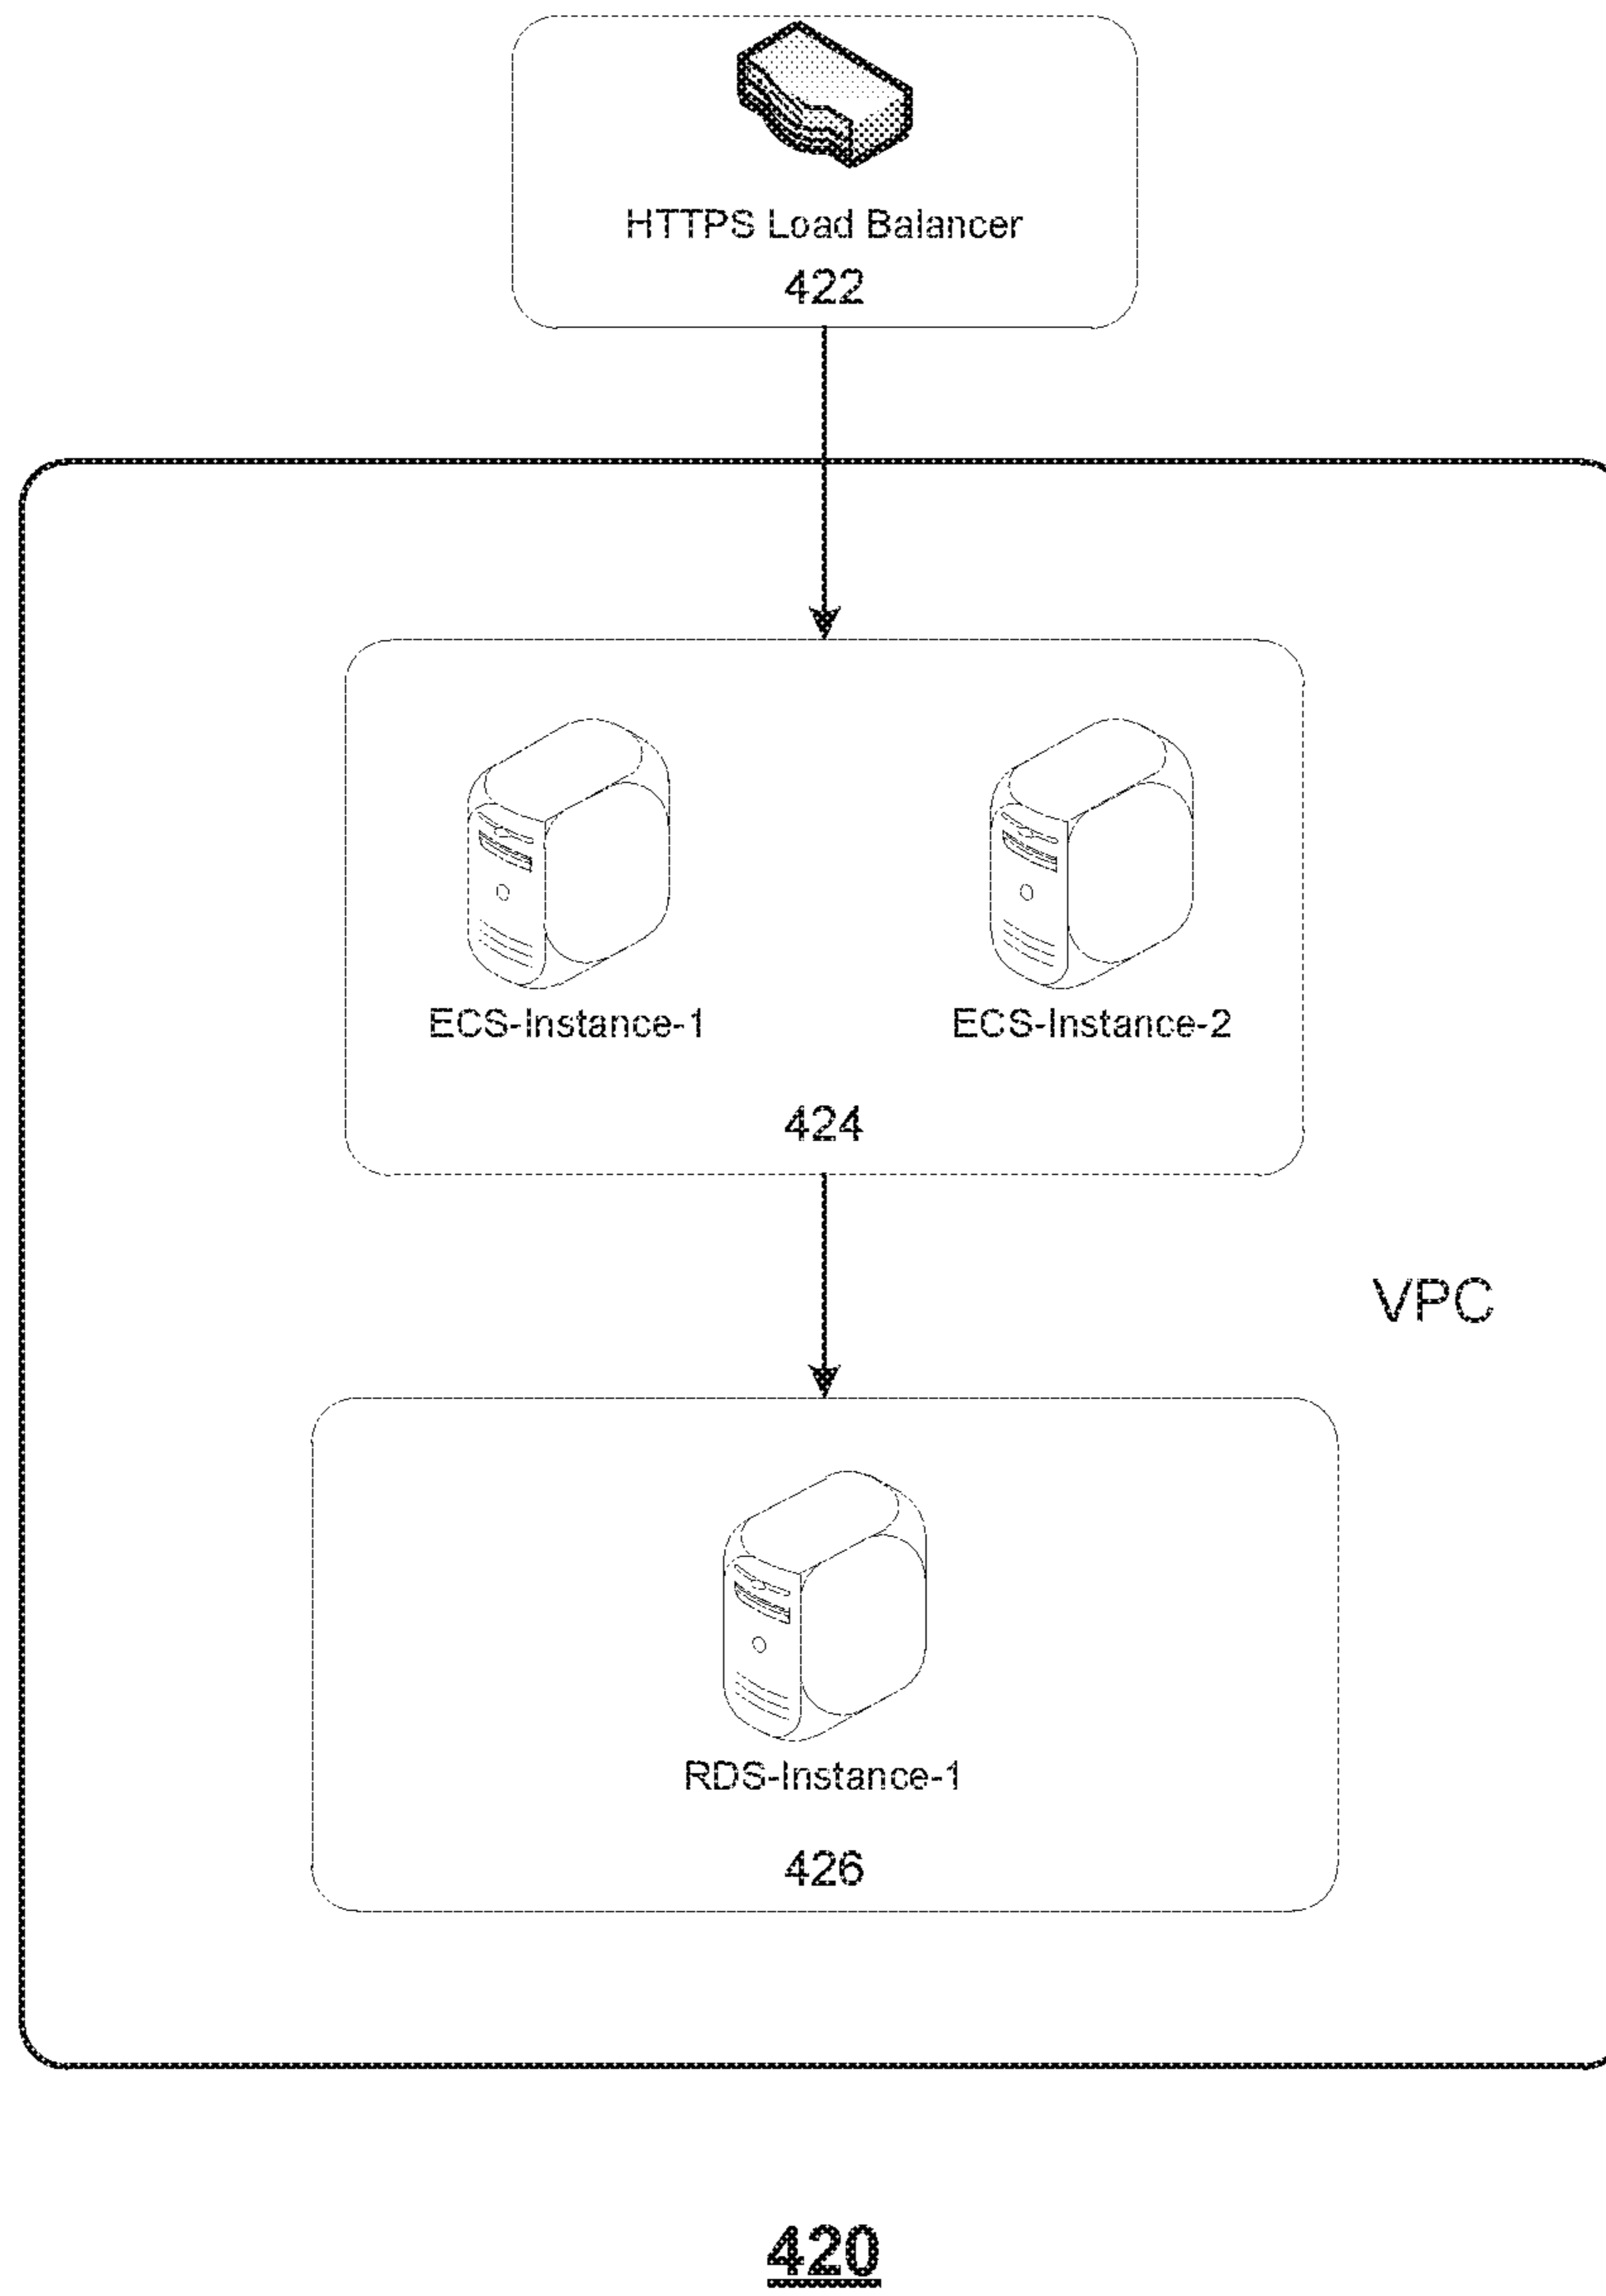 HTTPS Load Balancer
422
ECS-Instance-1 ECS-Instance-2
424
VPC
RDS-Instance-1
426
420